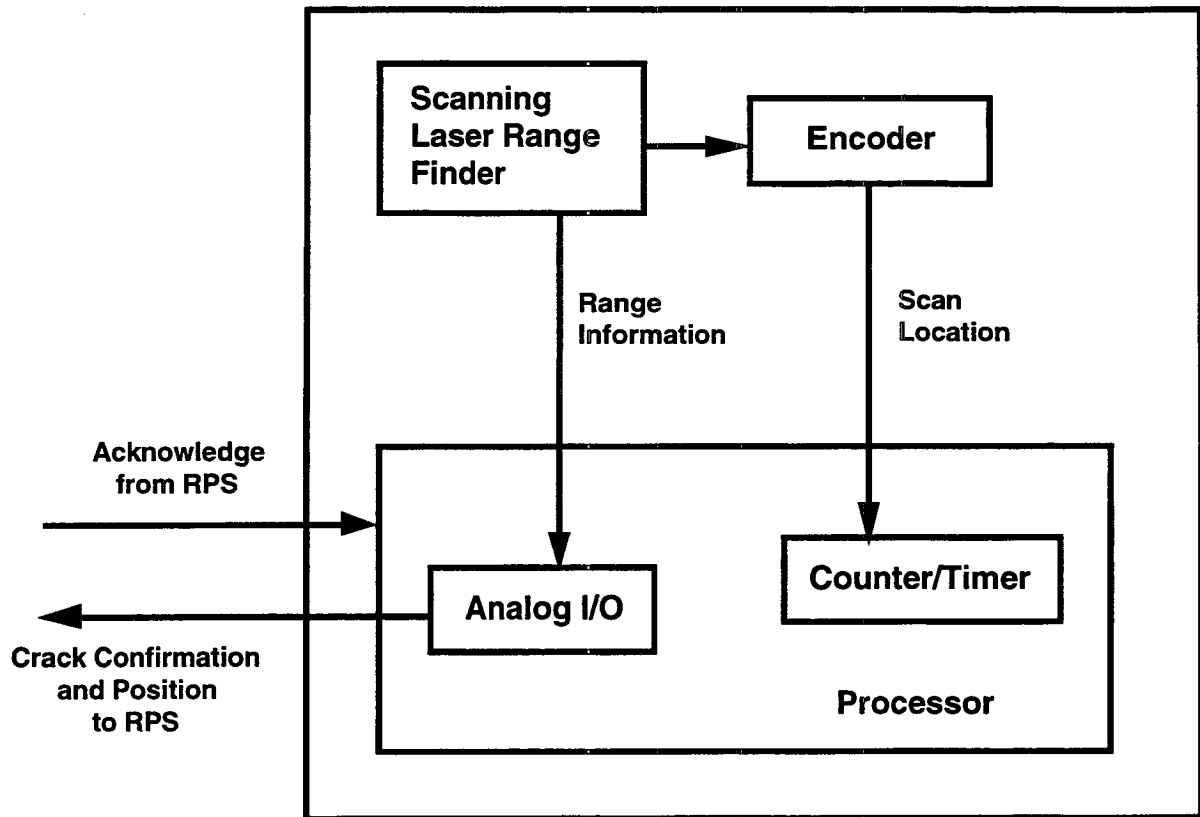 Scanning
Laser Range
Finder
Encoder
Range
Information
Scan
Location
Acknowledge
from RPS
Analog I/O
Counter/Timer
Crack Confirmation
and Position
to RPS
Processor